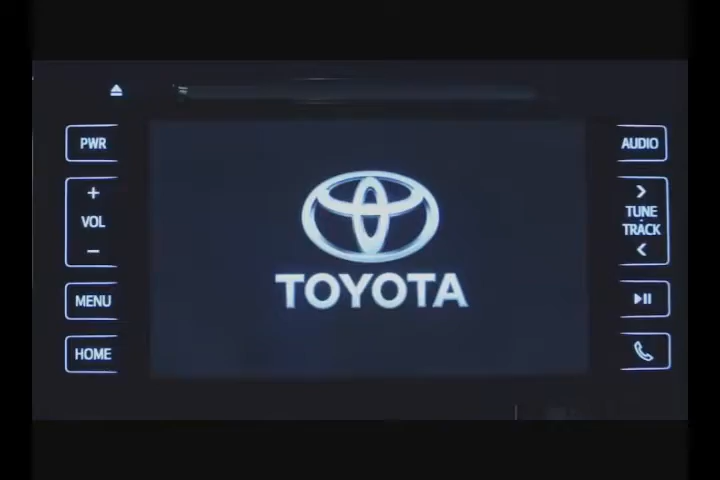 PWR
AUDIO
+
VOL
−
>
TUNE
TRACK
<
TOYOTA
MENU
HOME